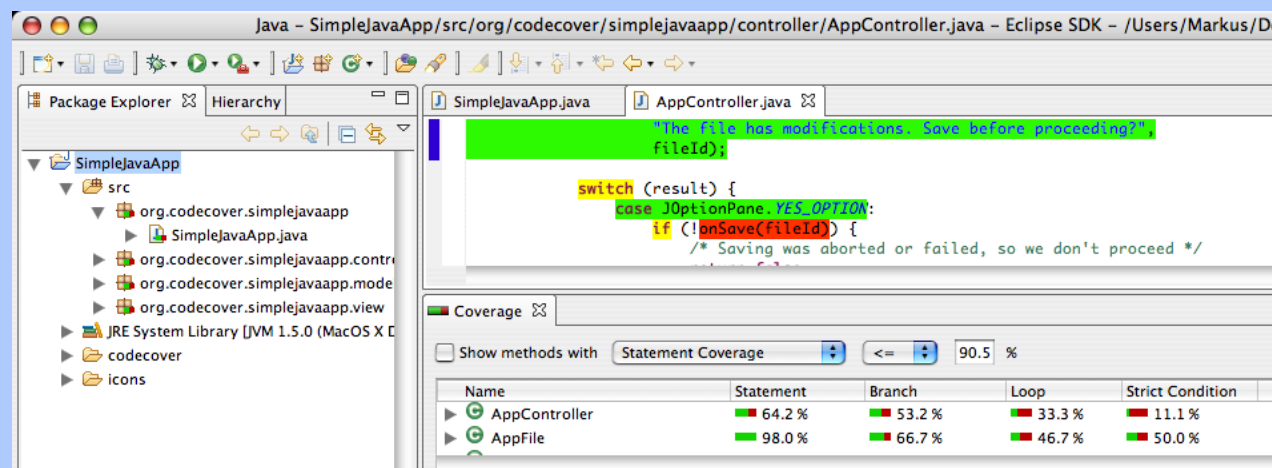 Java – SimpleJavaApp/src/org/codecover/simplejavaapp/controller/AppController.java – Eclipse SDK – /Users/Markus/D
Package Explorer
Hierarchy
SimpleJavaApp
src
org.codecover.simplejavaapp
SimpleJavaApp.java
org.codecover.simplejavaapp.contr
org.codecover.simplejavaapp.mode
org.codecover.simplejavaapp.view
JRE System Library [JVM 1.5.0 (MacOS X D
codecover
icons
SimpleJavaApp.java
AppController.java
"The file has modifications. Save before proceeding?",
fileId);
switch (result) {
case JOptionPane.YES_OPTION:
if (!onSave(fileId)) {
/* Saving was aborted or failed, so we don't proceed */
Coverage
Show methods with Statement Coverage <= 90.5 %
Name Statement Branch Loop Strict Condition
AppController 64.2 % 53.2 % 33.3 % 11.1 %
AppFile 98.0 % 66.7 % 46.7 % 50.0 %